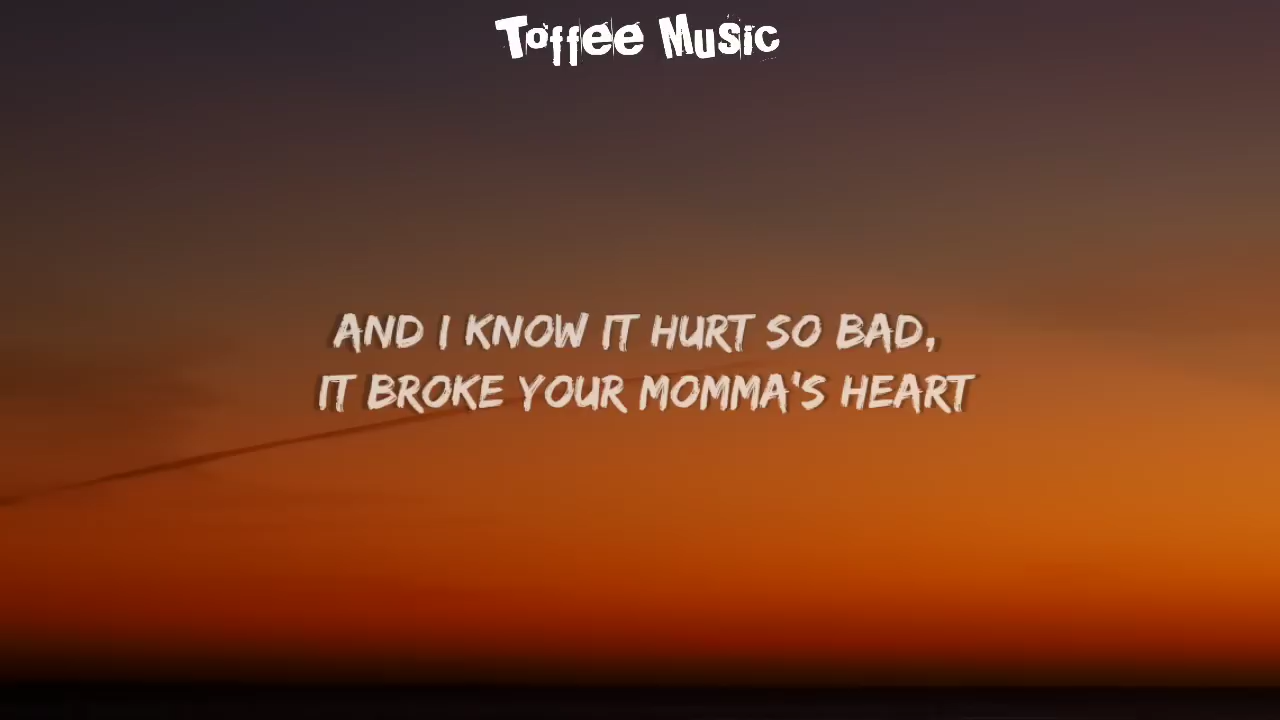 Toffee Music
AND I KNOW IT HURT SO BAD,
IT BROKE YOUR MOMMA'S HEART